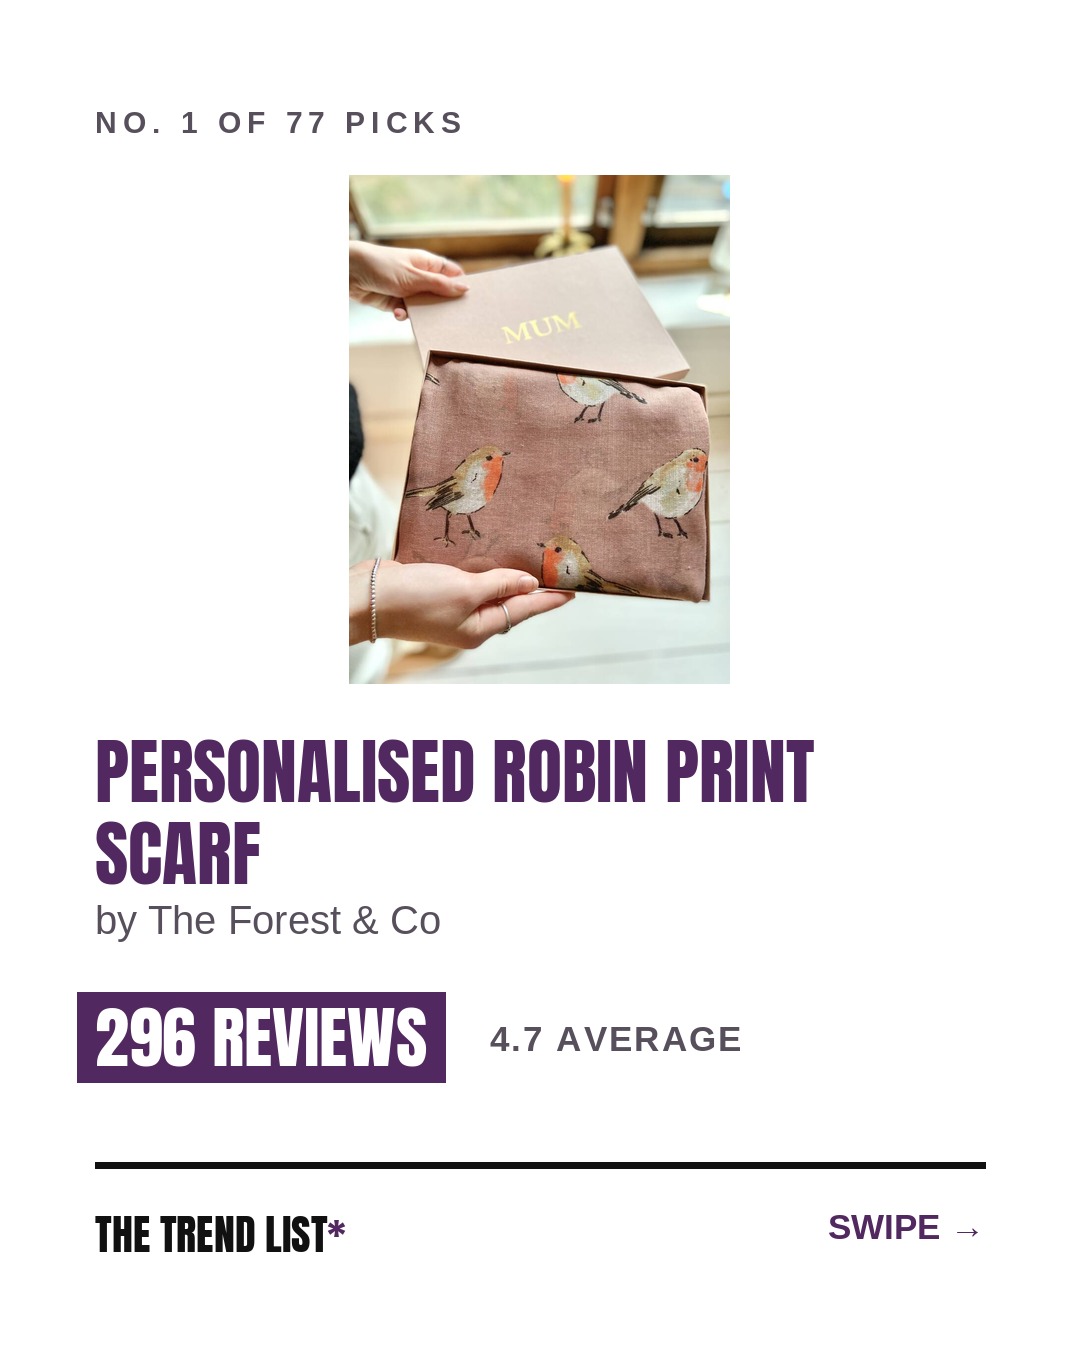 NO. 1 OF 77 PICKS
MUM
PERSONALISED ROBIN PRINT
SCARF
by The Forest & Co
296 REVIEWS
4.7 AVERAGE
THE TREND LIST*
SWIPE →